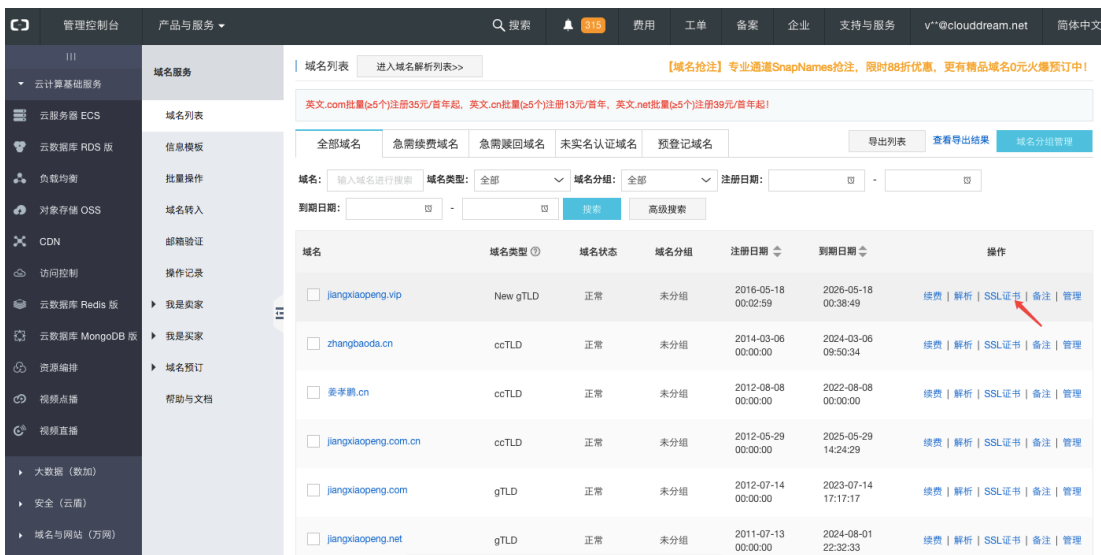 管理控制台 产品与服务 搜索 315 费用 工单 备案 企业 支持与服务 v**@clouddream.net 简体中文
云计算基础服务
云服务器 ECS
云数据库 RDS 版
负载均衡
对象存储 OSS
CDN
访问控制
云数据库 Redis 版
云数据库 MongoDB 版
资源编排
视频点播
视频直播
大数据（数加）
安全（云盾）
域名与网站（万网）
域名服务
域名列表
信息模板
批量操作
域名转入
邮箱验证
操作记录
我是卖家
我是买家
域名预订
帮助与文档
域名列表 进入域名解析列表>> 【域名抢注】专业通道SnapNames抢注，限时88折优惠，更有精品域名0元火爆预订中！
英文.com批量(≥5个)注册35元/首年起，英文.cn批量(≥5个)注册13元/首年，英文.net批量(≥5个)注册39元/首年起！
全部域名 急需续费域名 急需赎回域名 未实名认证域名 预登记域名 导出列表 查看导出结果 域名分组管理
域名： 输入域名进行搜索 域名类型： 全部 域名分组： 全部 注册日期： -
到期日期： - 搜索 高级搜索
域名 域名类型 域名状态 域名分组 注册日期 到期日期 操作
jiangxiaopeng.vip New gTLD 正常 未分组 2016-05-18 00:02:59 2026-05-18 00:38:49 续费 | 解析 | SSL证书 | 备注 | 管理
zhangbaoda.cn ccTLD 正常 未分组 2014-03-06 00:00:00 2024-03-06 09:50:34 续费 | 解析 | SSL证书 | 备注 | 管理
姜孝鹏.cn ccTLD 正常 未分组 2012-08-08 00:00:00 2022-08-08 00:00:00 续费 | 解析 | SSL证书 | 备注 | 管理
jiangxiaopeng.com.cn ccTLD 正常 未分组 2012-05-29 00:00:00 2025-05-29 14:24:29 续费 | 解析 | SSL证书 | 备注 | 管理
jiangxiaopeng.com gTLD 正常 未分组 2012-07-14 00:00:00 2023-07-14 17:17:17 续费 | 解析 | SSL证书 | 备注 | 管理
jiangxiaopeng.net gTLD 正常 未分组 2011-07-13 00:00:00 2024-08-01 22:32:33 续费 | 解析 | SSL证书 | 备注 | 管理